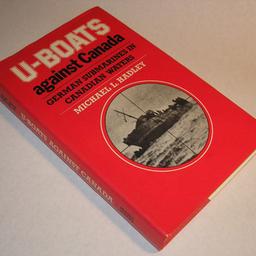 U-BOATS
against Canada
GERMAN SUBMARINES IN
CANADIAN WATERS
MICHAEL L. HADLEY
U-BOATS AGAINST CANADA